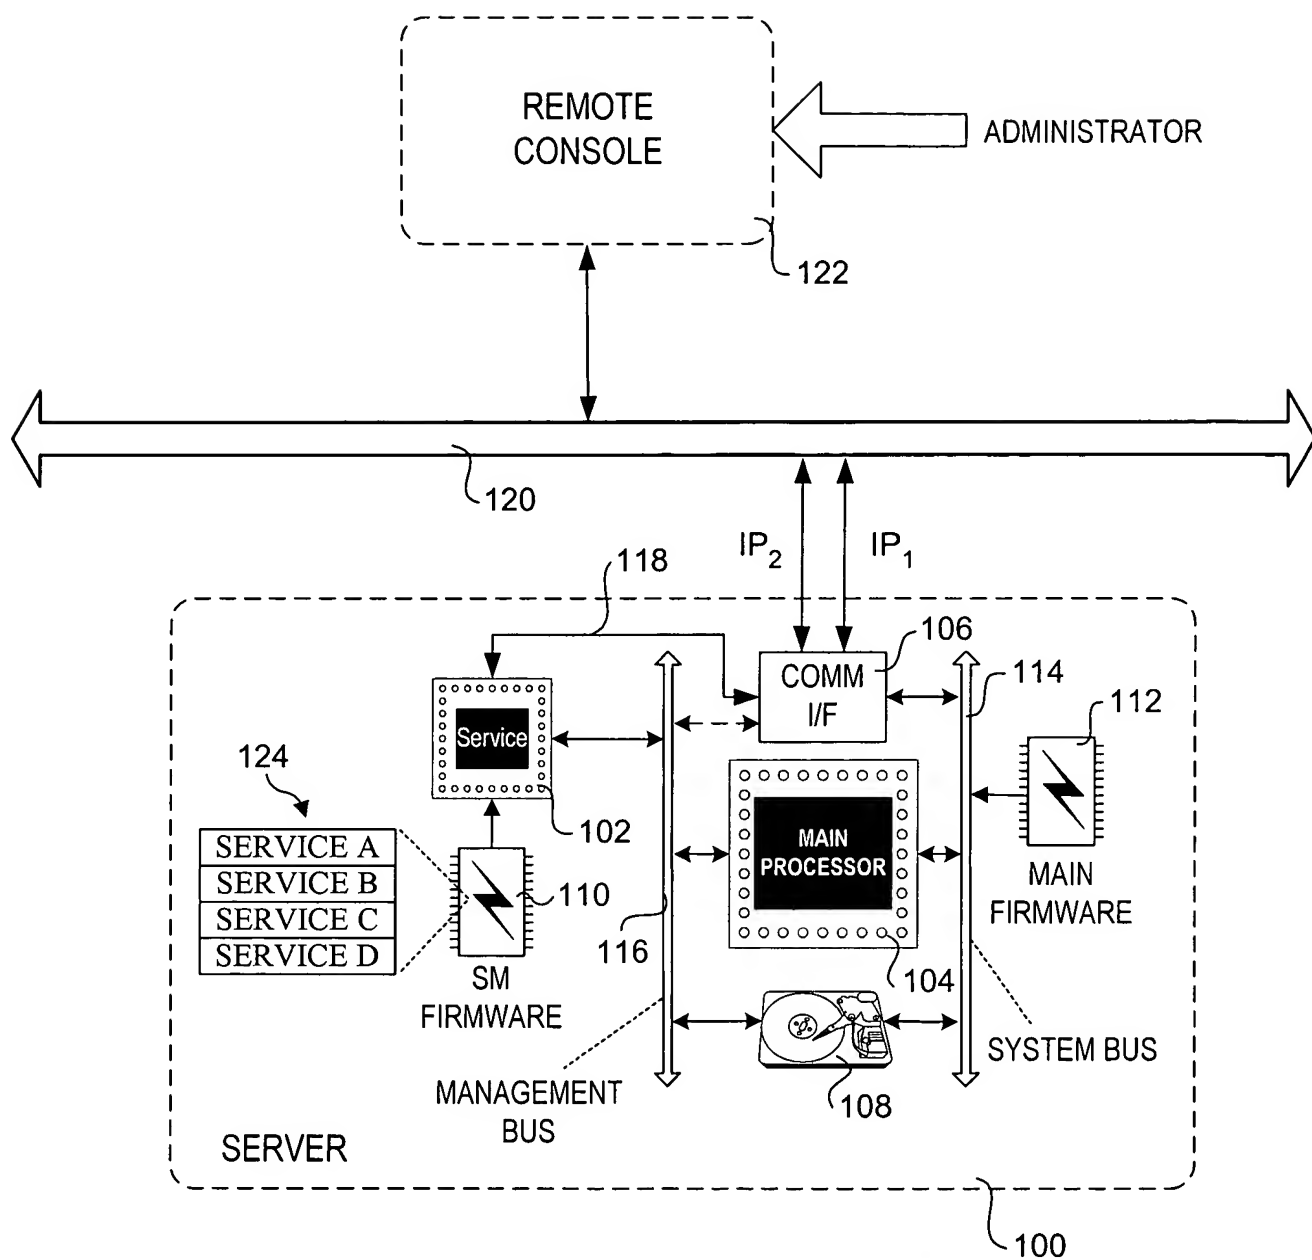 REMOTE
CONSOLE
ADMINISTRATOR
122
120
IP2
IP1
118
106
COMM
I/F
114
112
Service
124
102
MAIN
PROCESSOR
SERVICE A
SERVICE B
SERVICE C
SERVICE D
110
MAIN
FIRMWARE
116
104
SM
FIRMWARE
SYSTEM BUS
MANAGEMENT
BUS
108
SERVER
100